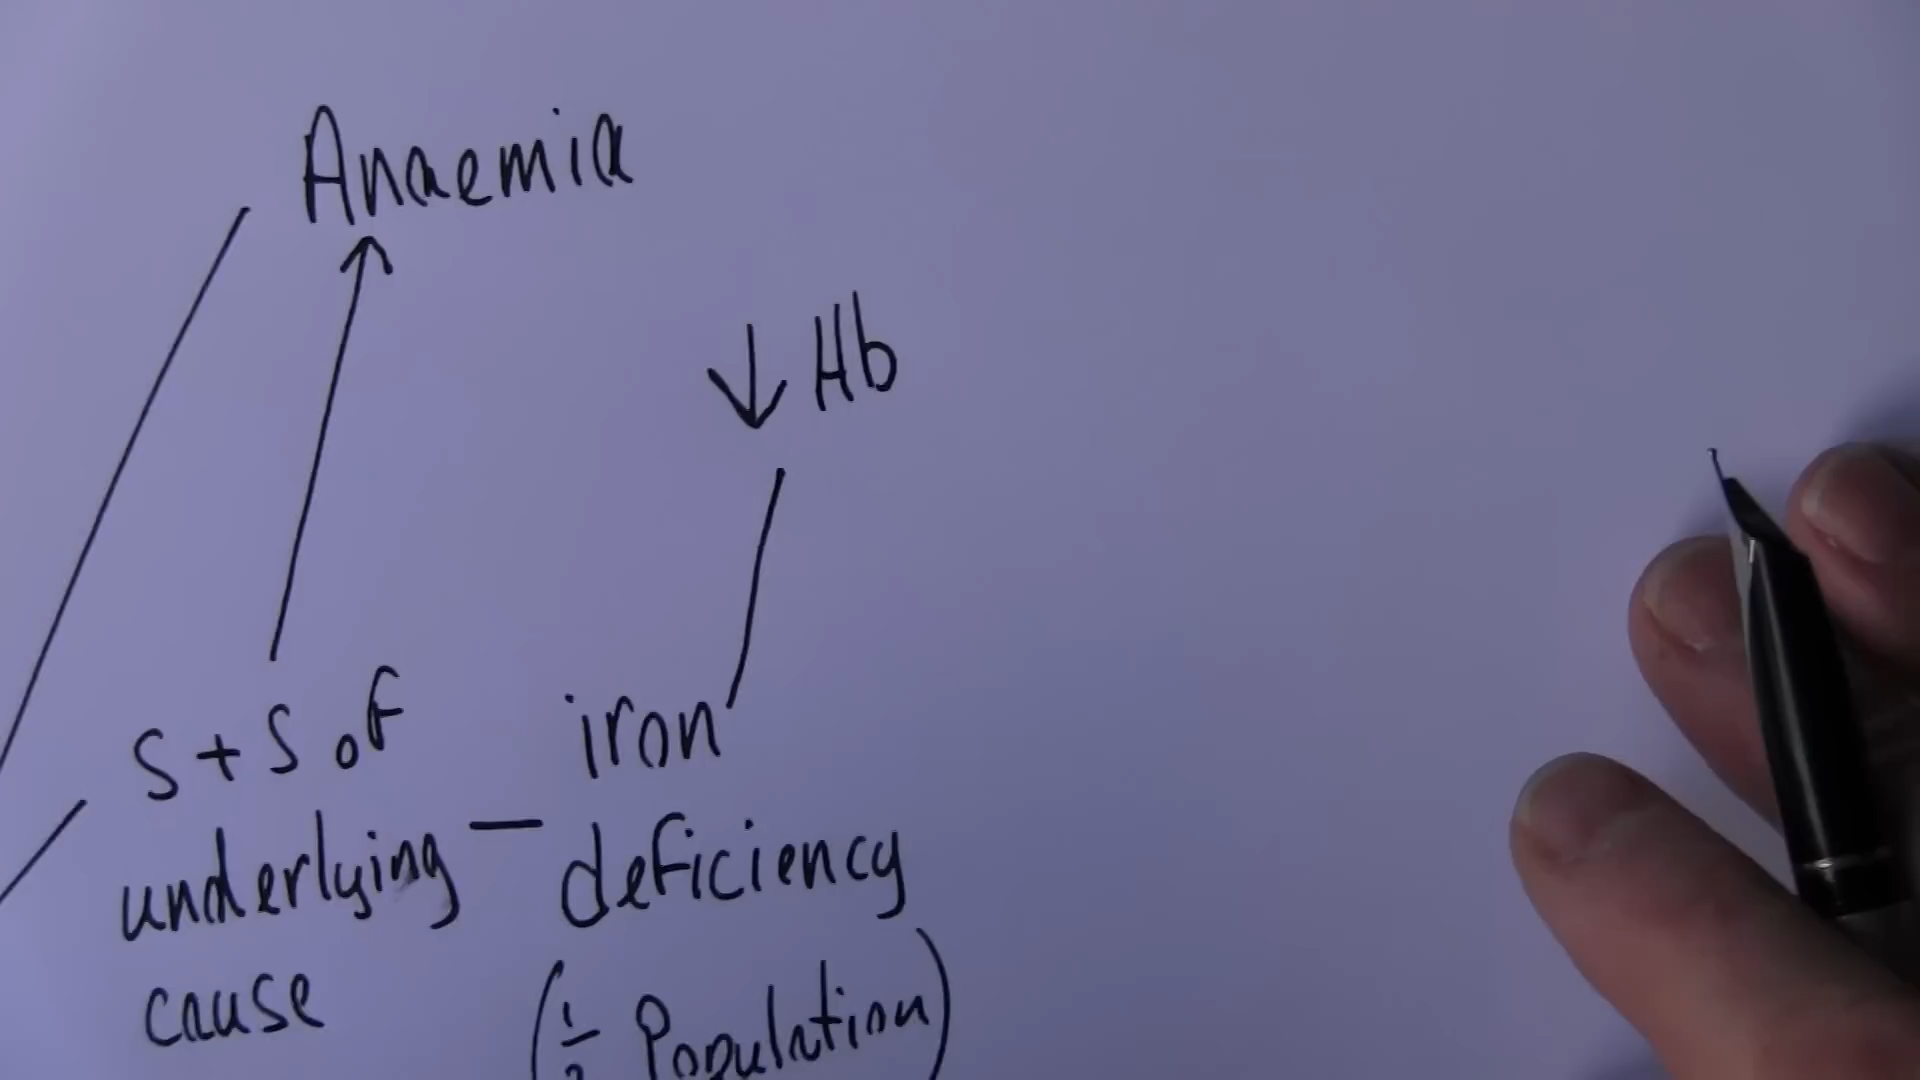 Anaemia
↓ Hb
S + S of
underlying —
cause
iron
deficiency
( Population)